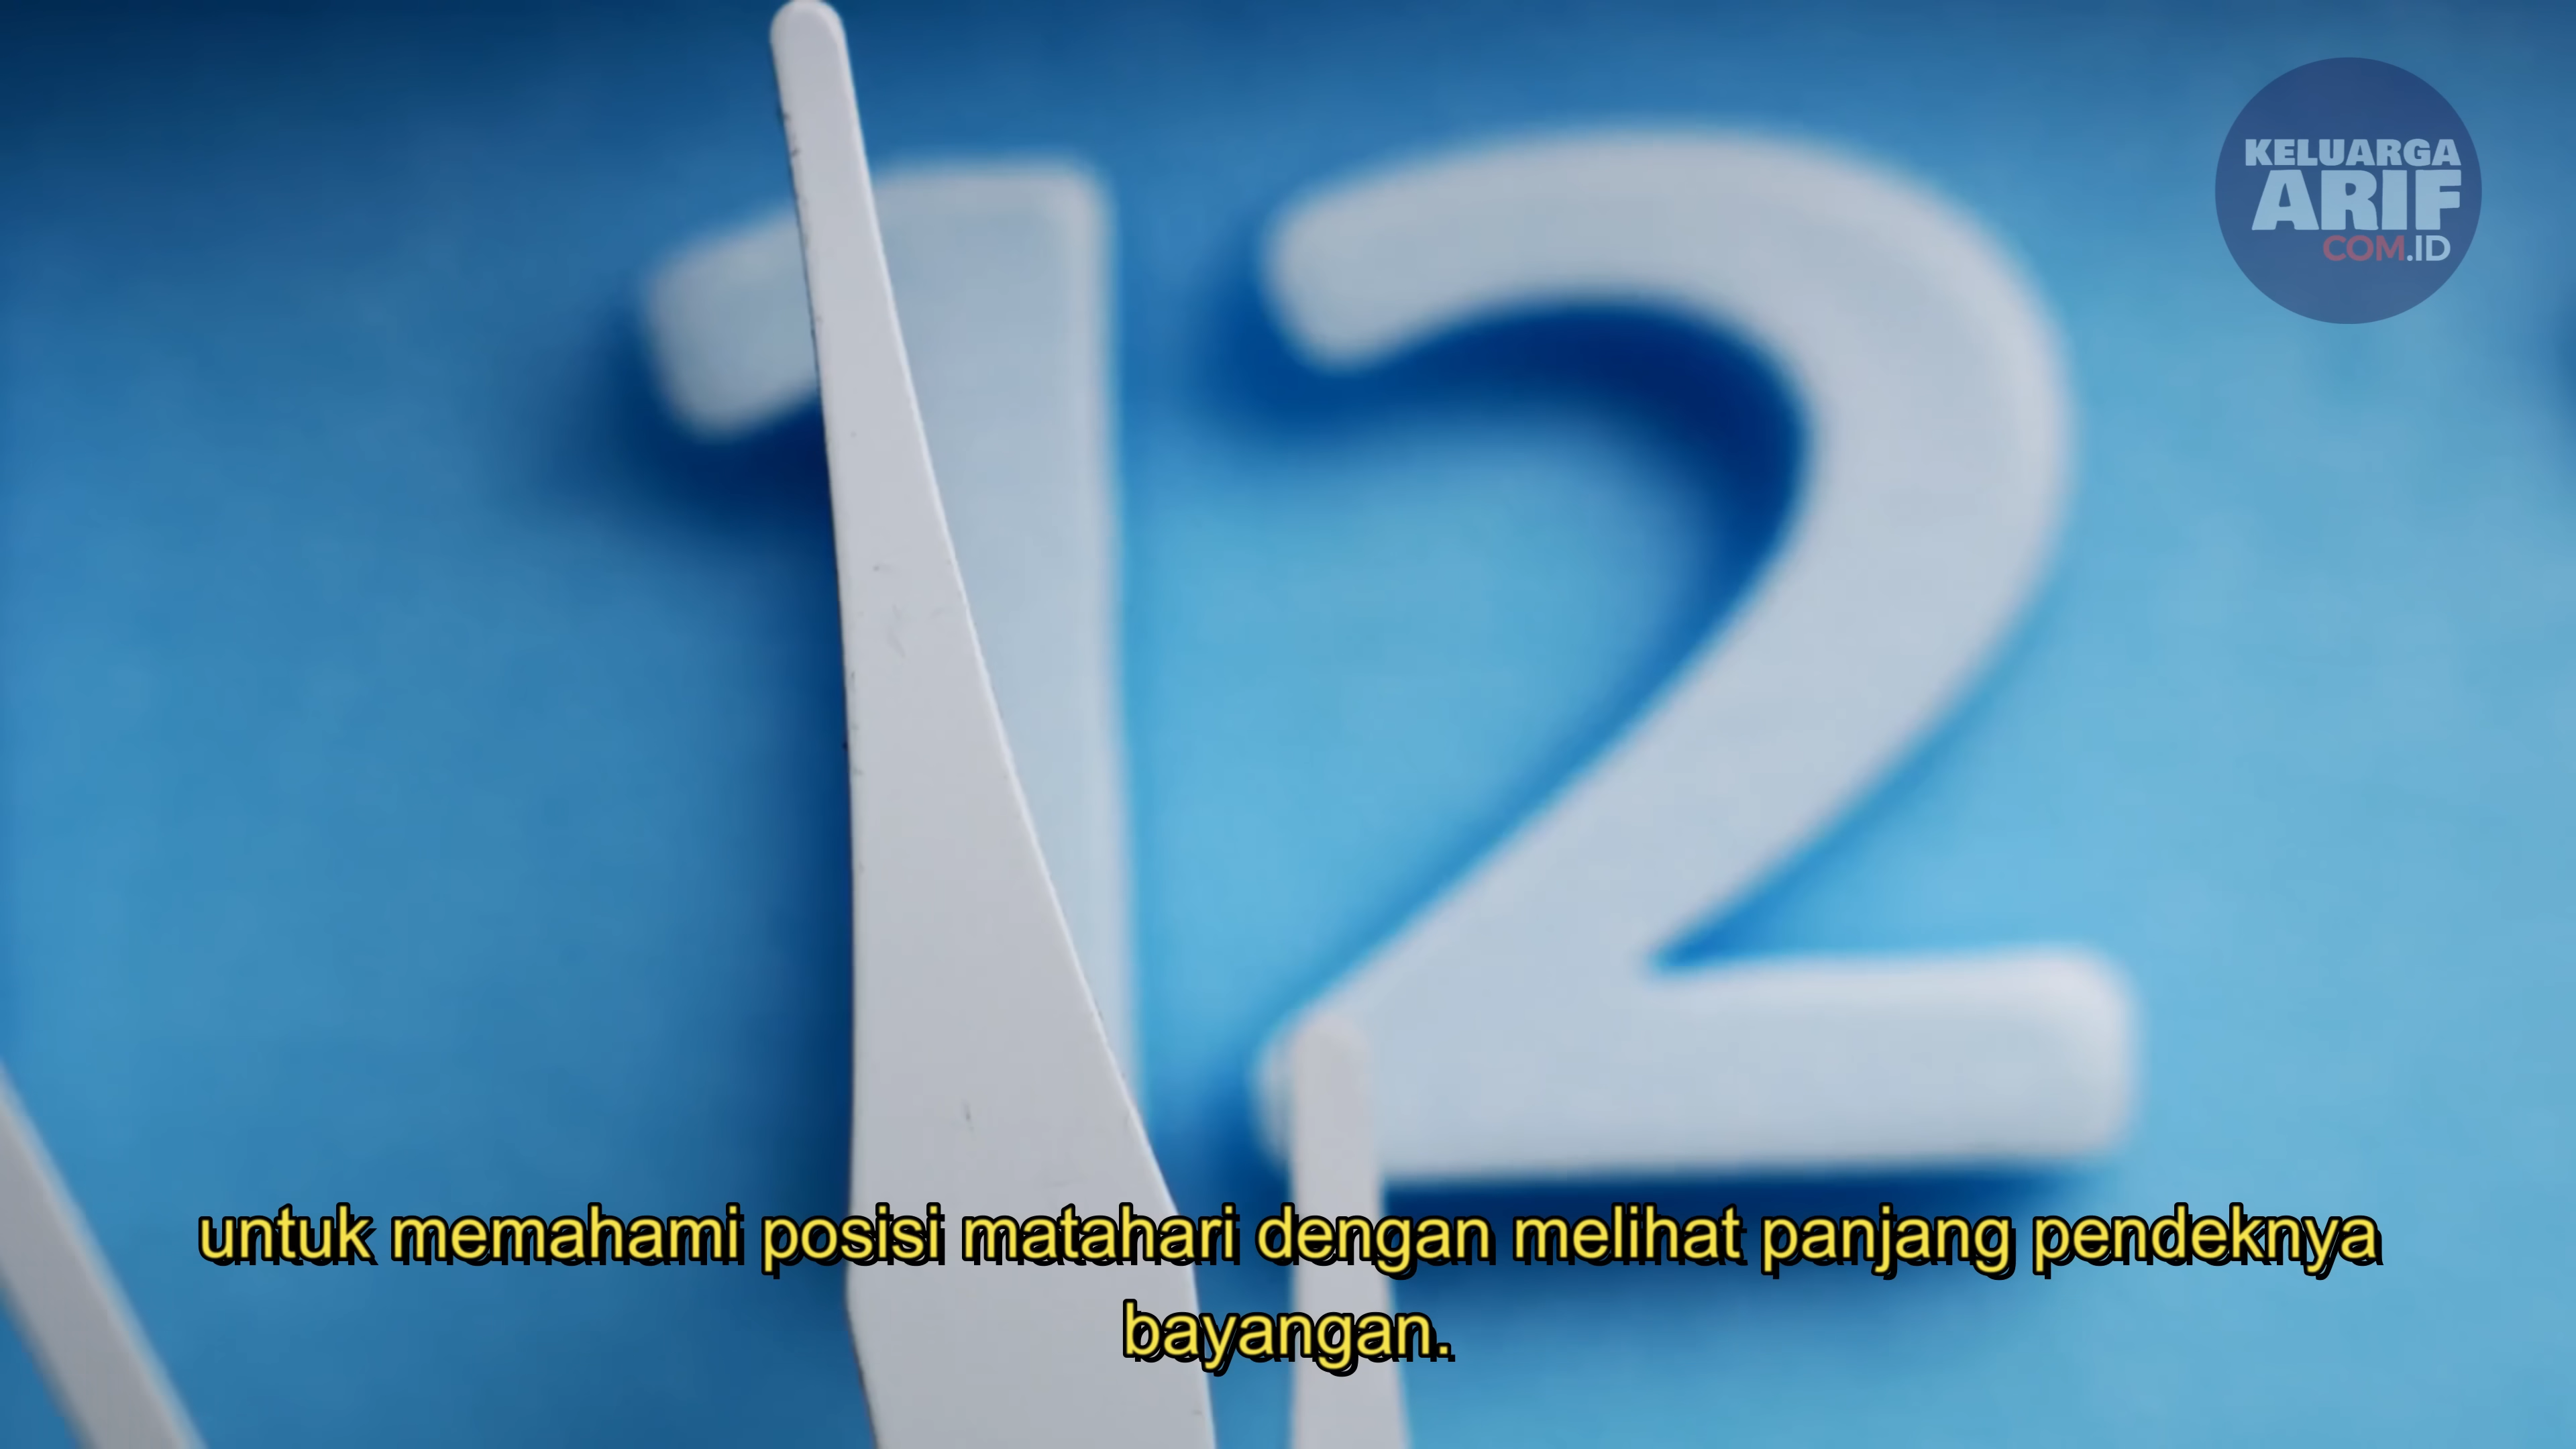 12
KELUARGA
ARIF
COM.ID
untuk memahami posisi matahari dengan melihat panjang pendeknya
bayangan.